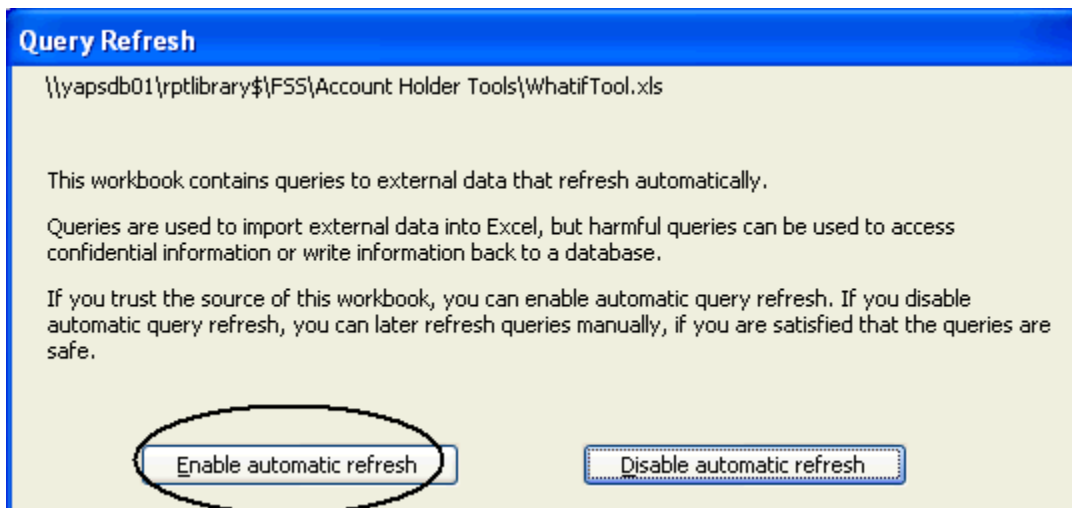 Query Refresh
\\yapsdb01\rptlibrary$\FSS\Account Holder Tools\WhatifTool.xls
This workbook contains queries to external data that refresh automatically.
Queries are used to import external data into Excel, but harmful queries can be used to access
confidential information or write information back to a database.
If you trust the source of this workbook, you can enable automatic query refresh. If you disable
automatic query refresh, you can later refresh queries manually, if you are satisfied that the queries are
safe.
Enable automatic refresh
Disable automatic refresh